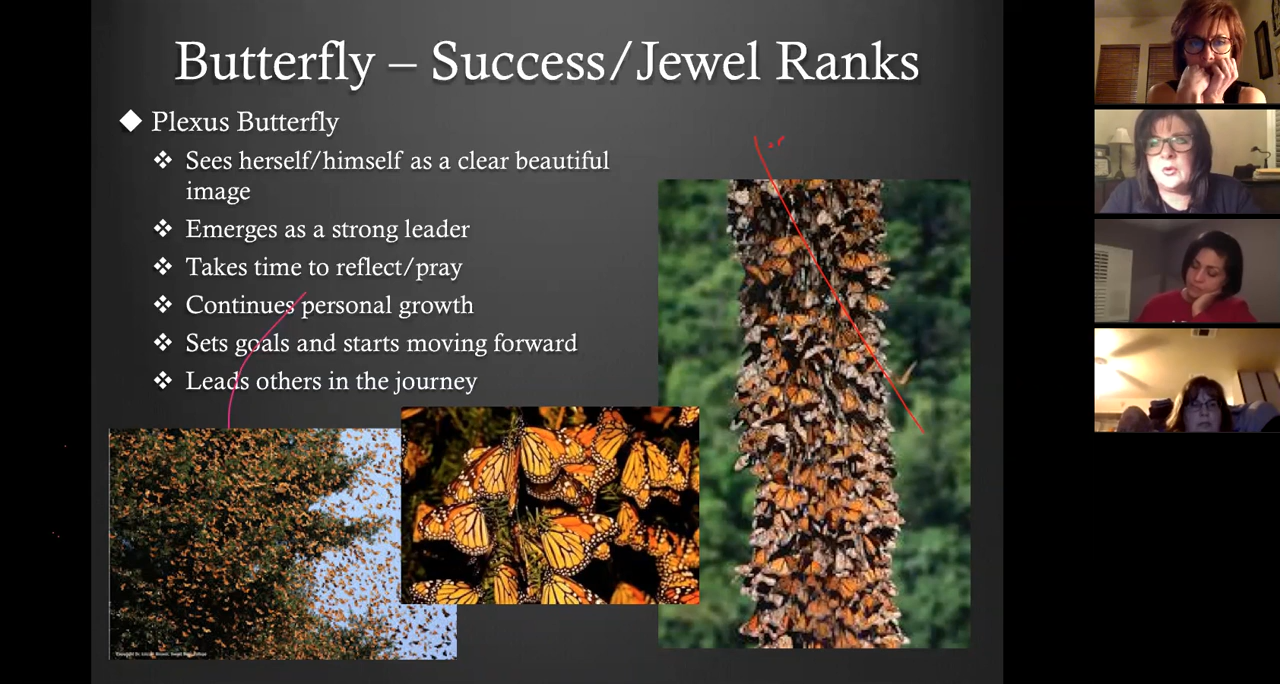 Butterfly – Success/Jewel Ranks
Plexus Butterfly
Sees herself/himself as a clear beautiful
image
Emerges as a strong leader
Takes time to reflect/pray
Continues personal growth
Sets goals and starts moving forward
Leads others in the journey